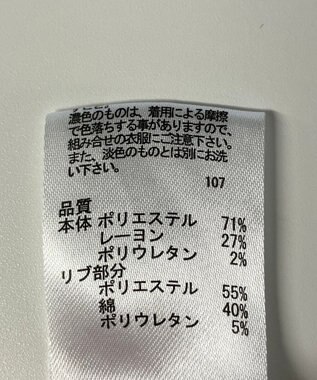 濃色のものは、着用による摩擦
で色落ちする事がありますので、
組み合せの衣服にご注意下さい。
また、淡色のものとは別にお洗
い下さい。
107
品質
本体 ポリエステル 71%
レーヨン 27%
ポリウレタン 2%
リブ部分
ポリエステル 55%
綿 40%
ポリウレタン 5%